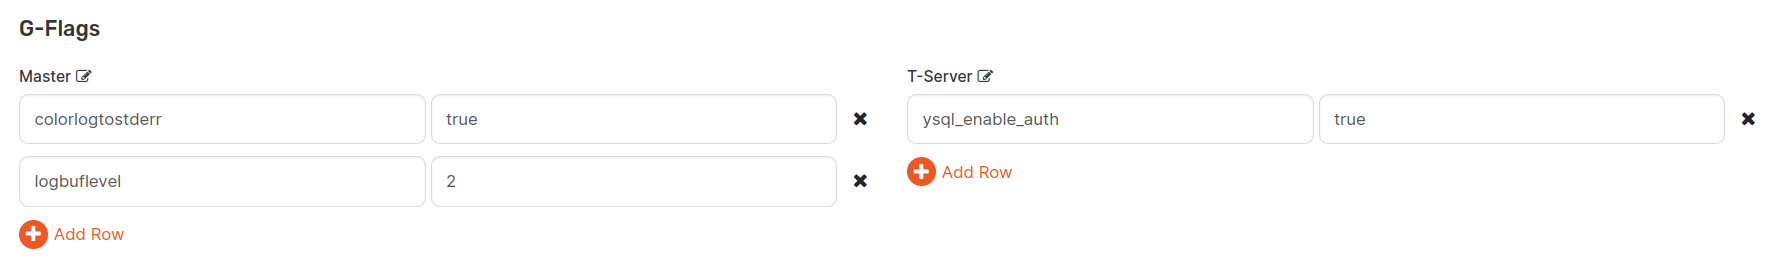 G-Flags
Master
colorlogtostderr true
logbuflevel 2
Add Row
T-Server
ysql_enable_auth true
Add Row